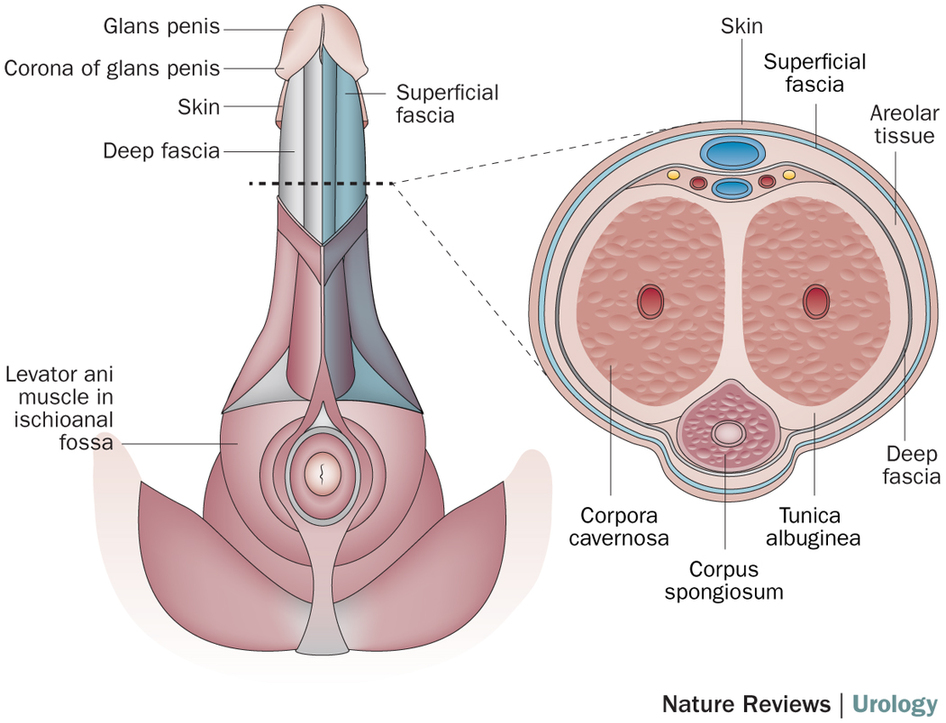 Glans penis
Corona of glans penis
Skin
Deep fascia
Superficial
fascia
Levator ani
muscle in
ischioanal
fossa
Skin
Superficial
fascia
Areolar
tissue
Deep
fascia
Corpora
cavernosa
Tunica
albuginea
Corpus
spongiosum
Nature Reviews | Urology